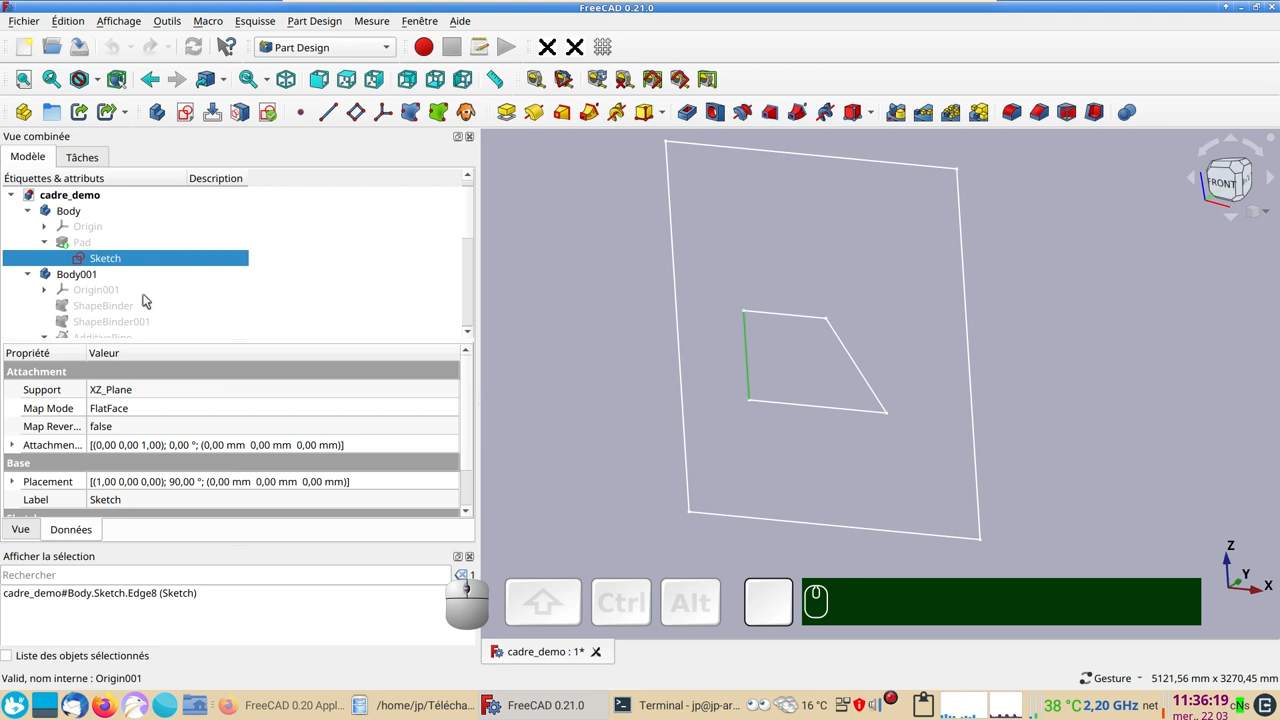 FreeCAD 0.21.0
Fichier Édition Affichage Outils Macro Esquisse Part Design Mesure Fenêtre Aide
Part Design
Vue combinée
Modèle Tâches
Étiquettes & attributs Description
cadre_demo
Body
Origin
Pad
Sketch
Body001
Origin001
ShapeBinder
ShapeBinder001
AdditivePipe
Propriété Valeur
Attachment
Support XZ_Plane
Map Mode FlatFace
Map Rever... false
Attachmen... [(0,00 0,00 1,00); 0,00 °; (0,00 mm 0,00 mm 0,00 mm)]
Base
Placement [(1,00 0,00 0,00); 90,00 °; (0,00 mm 0,00 mm 0,00 mm)]
Label Sketch
Vue Données
Afficher la sélection
Rechercher 1
cadre_demo#Body.Sketch.Edge8 (Sketch)
Liste des objets sélectionnés
FRONT
Z
Y
X
Ctrl Alt
cadre_demo : 1*
Valid, nom interne : Origin001
Gesture 5121,56 mm x 3270,45 mm
FreeCAD 0.20 Appl...
/home/jp/Télécha...
FreeCAD 0.21.0
Terminal - jp@jp-ar...
16 °C
38 °C 2,20 GHz net
11:36:19
mer.. 22.03
cNs